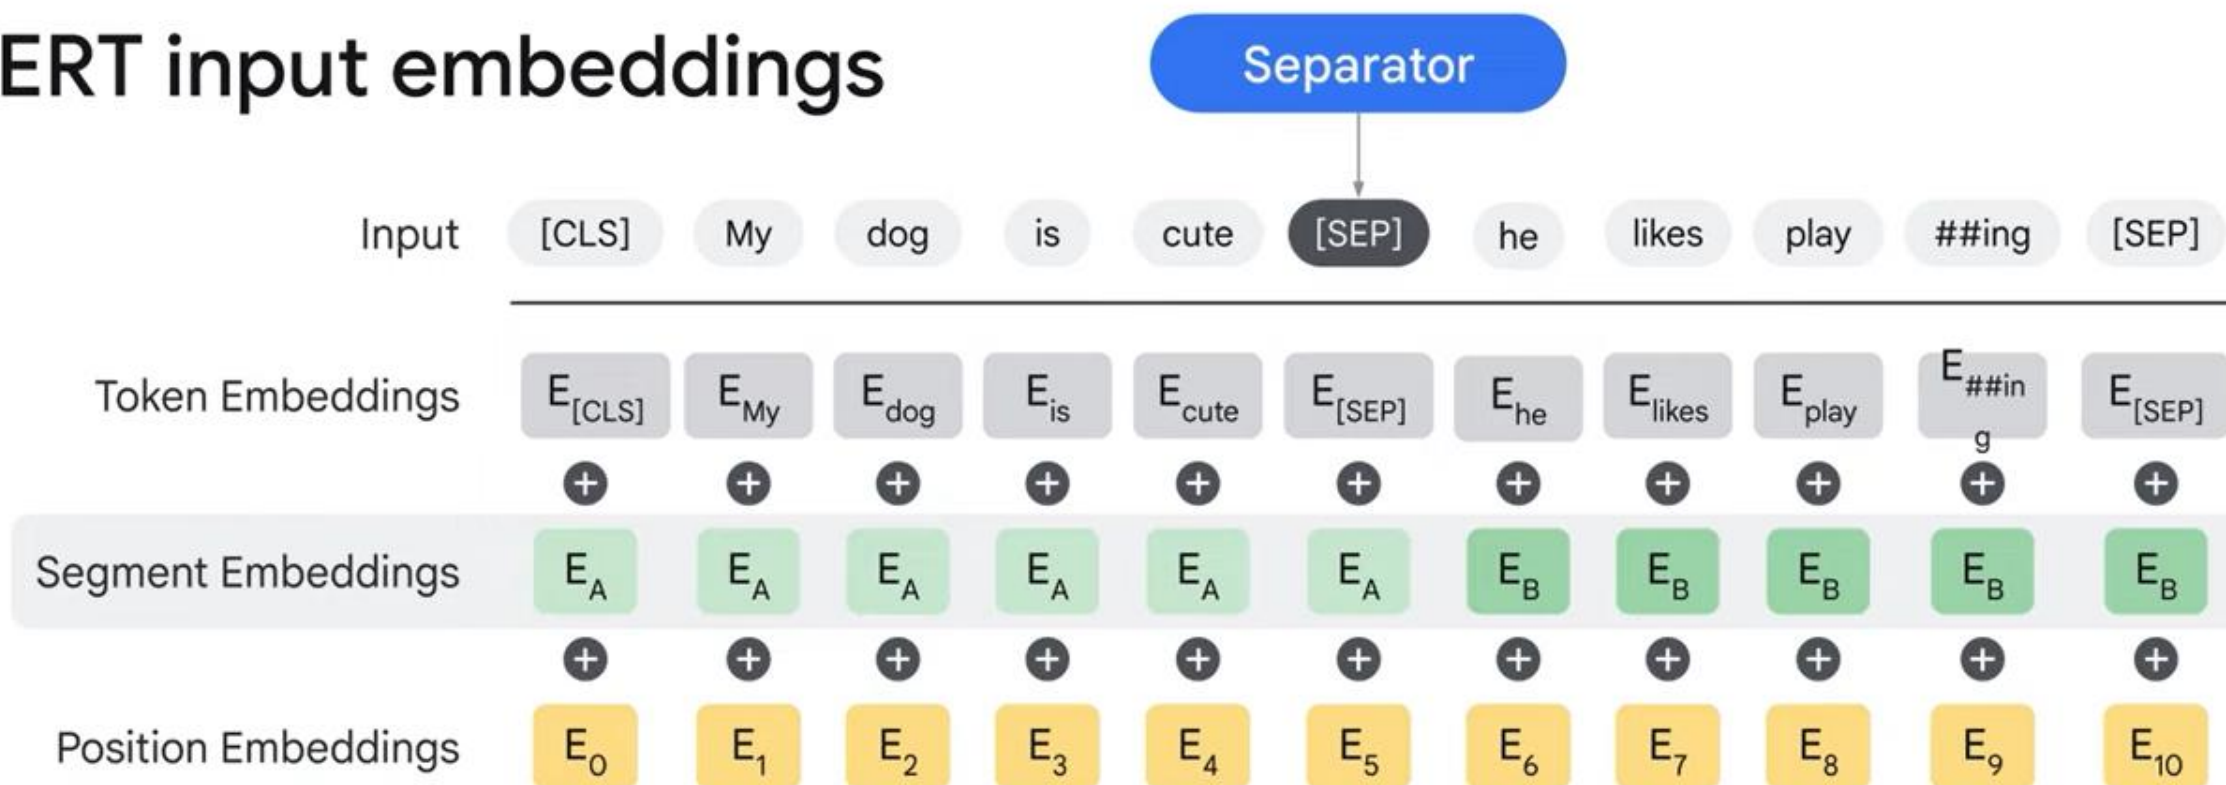 ERT input embeddings
Separator
Input [CLS] My dog is cute [SEP] he likes play ##ing [SEP]
Token Embeddings E[CLS] EMy Edog Eis Ecute E[SEP] Ehe Elikes Eplay E##in E[SEP]
g
Segment Embeddings EA EA EA EA EA EA EB EB EB EB EB
Position Embeddings E0 E1 E2 E3 E4 E5 E6 E7 E8 E9 E10